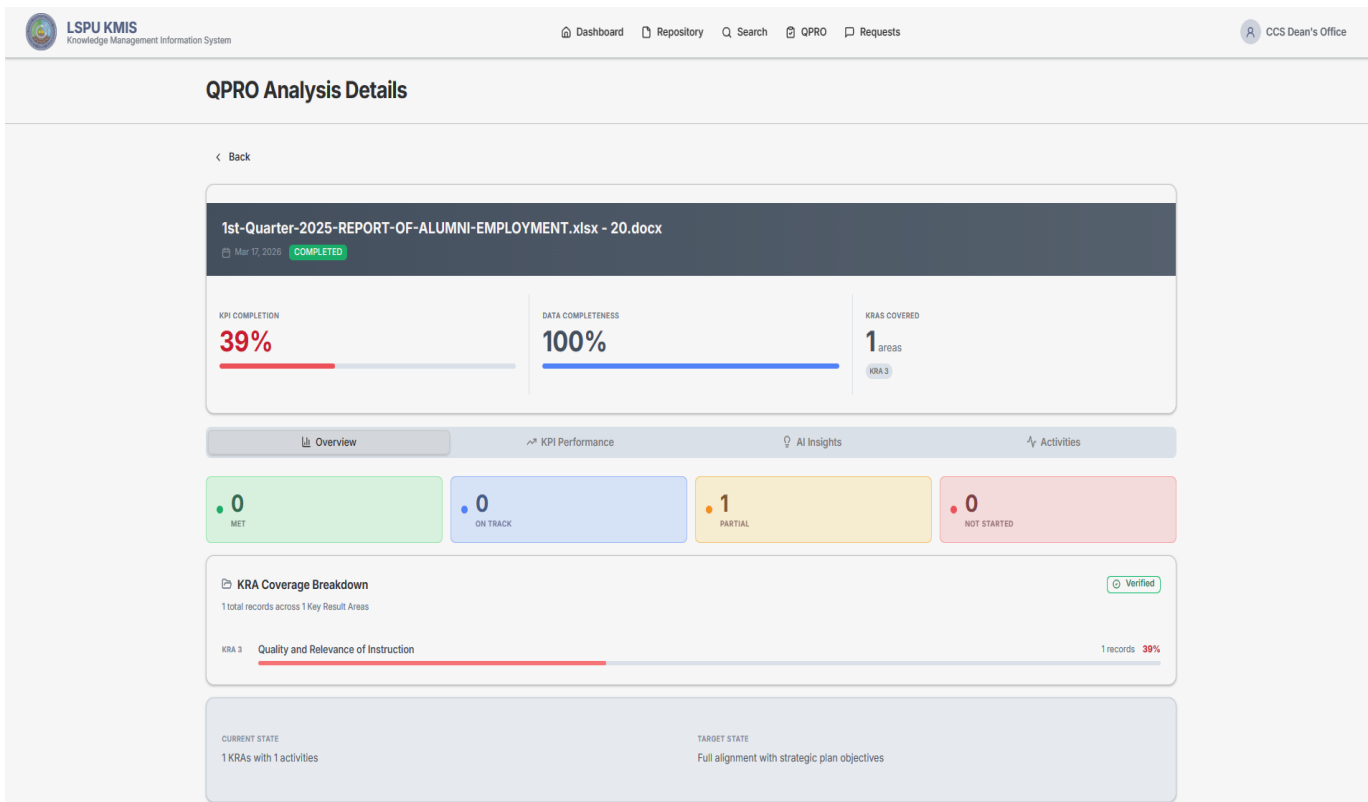 LSPU KMIS
Knowledge Management Information System
Dashboard
Repository
Search
QPRO
Requests
CCS Dean's Office
QPRO Analysis Details
Back
1st-Quarter-2025-REPORT-OF-ALUMNI-EMPLOYMENT.xlsx - 20.docx
Mar 17, 2026
COMPLETED
KPI COMPLETION
39%
DATA COMPLETENESS
100%
KRAS COVERED
1 areas
KRA 3
Overview
KPI Performance
AI Insights
Activities
0
MET
0
ON TRACK
1
PARTIAL
0
NOT STARTED
KRA Coverage Breakdown
Verified
1 total records across 1 Key Result Areas
KRA 3 Quality and Relevance of Instruction 1 records 39%
CURRENT STATE
1 KRAs with 1 activities
TARGET STATE
Full alignment with strategic plan objectives